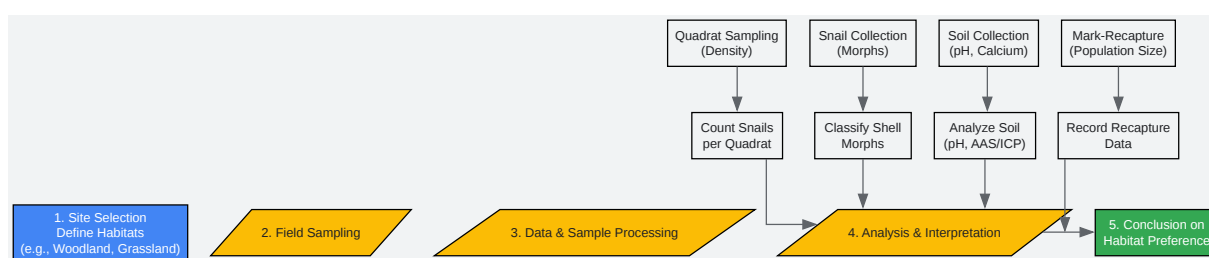 Quadrat Sampling
(Density)
Snail Collection
(Morphs)
Soil Collection
(pH, Calcium)
Mark-Recapture
(Population Size)
Count Snails
per Quadrat
Classify Shell
Morphs
Analyze Soil
(pH, AAS/ICP)
Record Recapture
Data
1. Site Selection
Define Habitats
(e.g., Woodland, Grassland)
2. Field Sampling
3. Data & Sample Processing
4. Analysis & Interpretation
5. Conclusion on
Habitat Preference